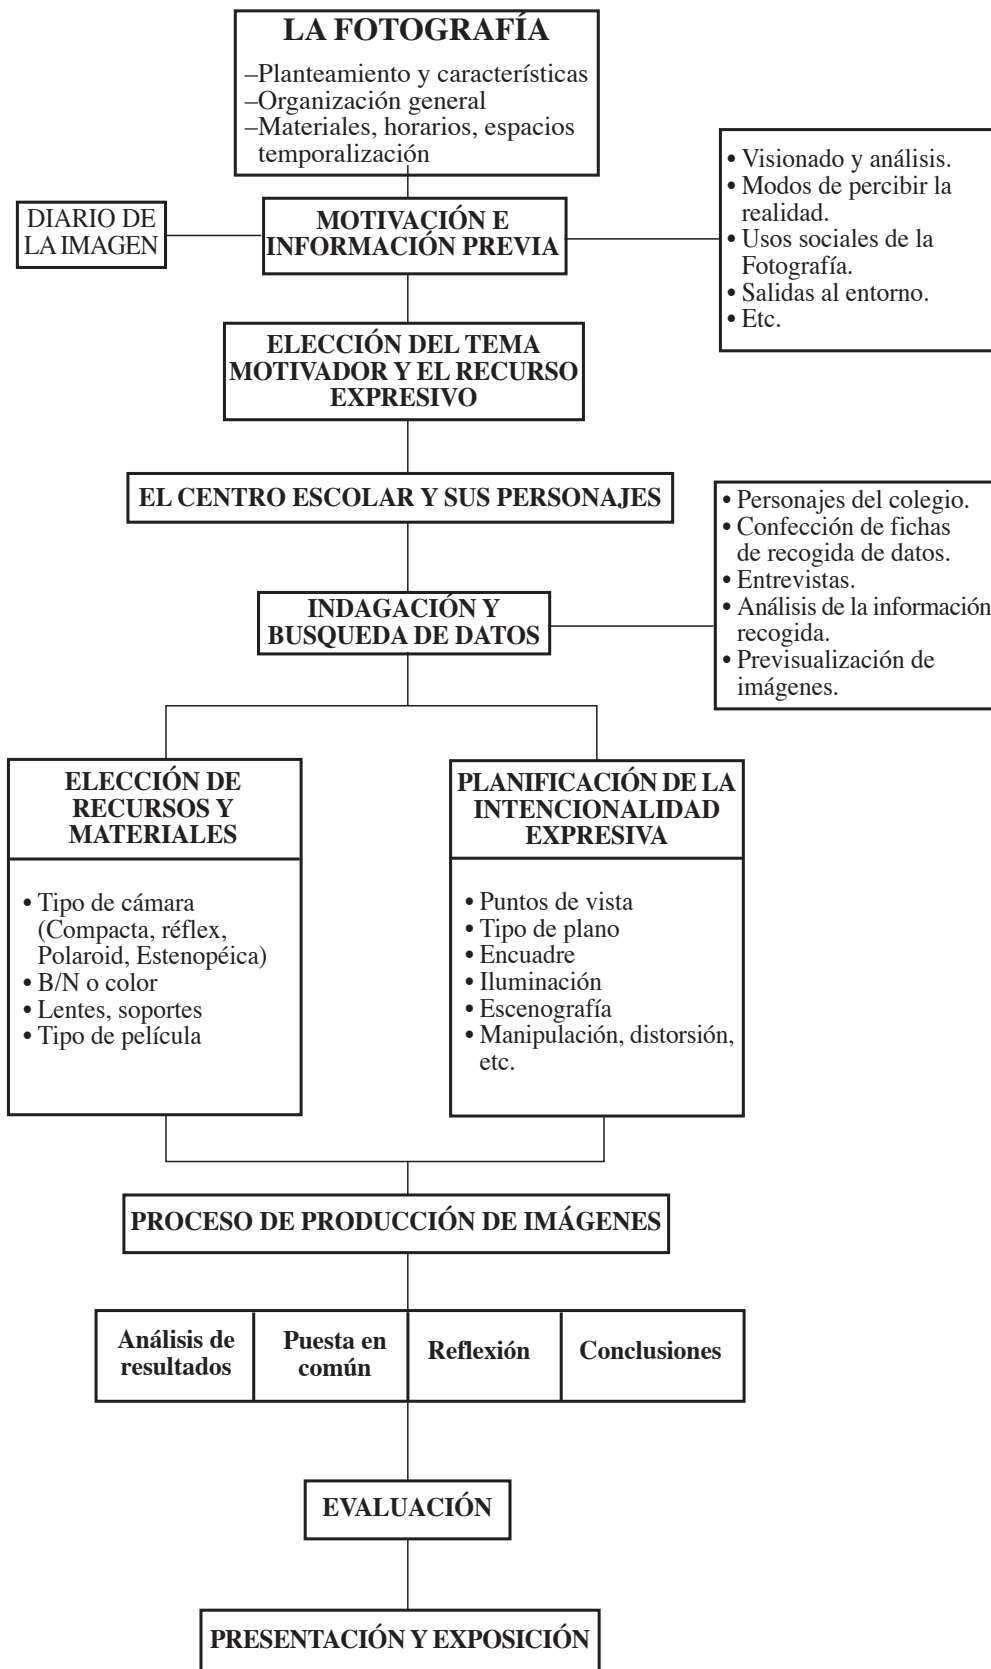 LA FOTOGRAFÍA
–Planteamiento y características
–Organización general
–Materiales, horarios, espacios
temporalización
DIARIO DE
LA IMAGEN
MOTIVACIÓN E
INFORMACIÓN PREVIA
• Visionado y análisis.
• Modos de percibir la
realidad.
• Usos sociales de la
Fotografía.
• Salidas al entorno.
• Etc.
ELECCIÓN DEL TEMA
MOTIVADOR Y EL RECURSO
EXPRESIVO
EL CENTRO ESCOLAR Y SUS PERSONAJES
INDAGACIÓN Y
BUSQUEDA DE DATOS
• Personajes del colegio.
• Confección de fichas
de recogida de datos.
• Entrevistas.
• Análisis de la información
recogida.
• Previsualización de
imágenes.
ELECCIÓN DE
RECURSOS Y
MATERIALES
• Tipo de cámara
(Compacta, réflex,
Polaroid, Estenopéica)
• B/N o color
• Lentes, soportes
• Tipo de película
PLANIFICACIÓN DE LA
INTENCIONALIDAD
EXPRESIVA
• Puntos de vista
• Tipo de plano
• Encuadre
• Iluminación
• Escenografía
• Manipulación, distorsión,
etc.
PROCESO DE PRODUCCIÓN DE IMÁGENES
Análisis de
resultados
Puesta en
común
Reflexión
Conclusiones
EVALUACIÓN
PRESENTACIÓN Y EXPOSICIÓN